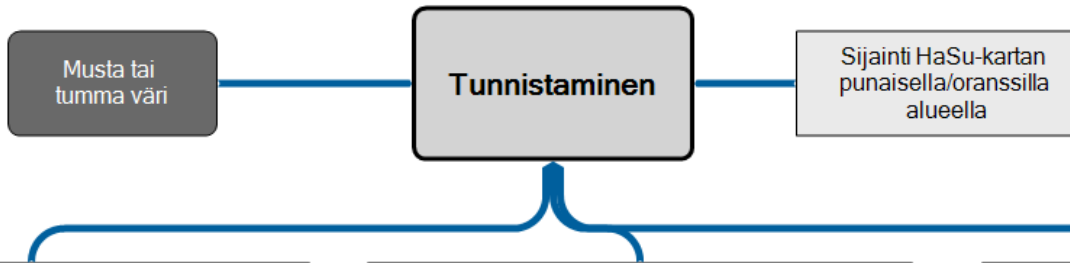 Musta tai
tumma väri
Tunnistaminen
Sijainti HaSu-kartan
punaisella/oranssilla
alueella